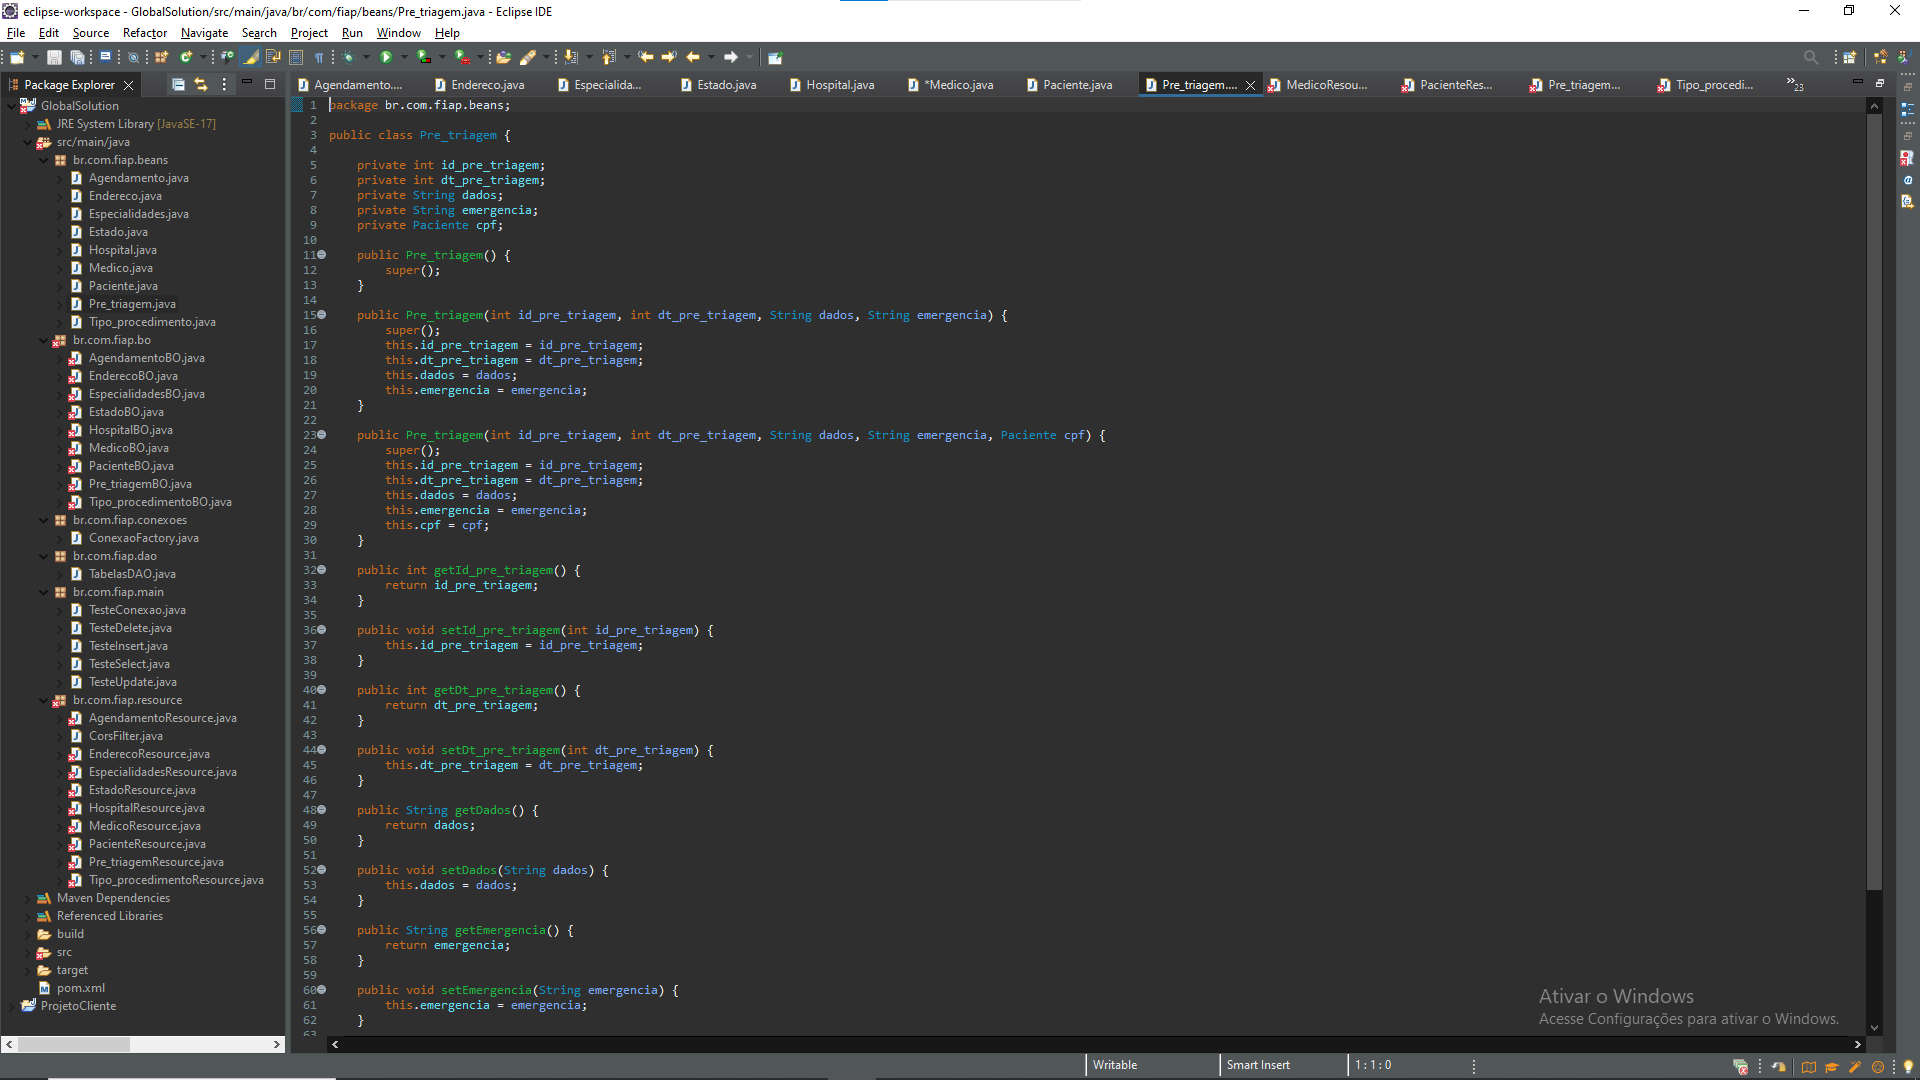 eclipse-workspace - GlobalSolution/src/main/java/br/com/fiap/beans/Pre_triagem.java - Eclipse IDE
File Edit Source Refactor Navigate Search Project Run Window Help
Package Explorer
Agendamento.... Endereco.java Especialida... Estado.java Hospital.java *Medico.java Paciente.java Pre_triagem.... MedicoResou... PacienteRes... Pre_triagem... Tipo_procedi... »23
GlobalSolution
JRE System Library [JavaSE-17]
src/main/java
br.com.fiap.beans
Agendamento.java
Endereco.java
Especialidades.java
Estado.java
Hospital.java
Medico.java
Paciente.java
Pre_triagem.java
Tipo_procedimento.java
br.com.fiap.bo
AgendamentoBO.java
EnderecoBO.java
EspecialidadesBO.java
EstadoBO.java
HospitalBO.java
MedicoBO.java
PacienteBO.java
Pre_triagemBO.java
Tipo_procedimentoBO.java
br.com.fiap.conexoes
ConexaoFactory.java
br.com.fiap.dao
TabelasDAO.java
br.com.fiap.main
TesteConexao.java
TesteDelete.java
TesteInsert.java
TesteSelect.java
TesteUpdate.java
br.com.fiap.resource
AgendamentoResource.java
CorsFilter.java
EnderecoResource.java
EspecialidadesResource.java
EstadoResource.java
HospitalResource.java
MedicoResource.java
PacienteResource.java
Pre_triagemResource.java
Tipo_procedimentoResource.java
Maven Dependencies
Referenced Libraries
build
src
target
pom.xml
ProjetoCliente
1 package br.com.fiap.beans;
2
3 public class Pre_triagem {
4
5 private int id_pre_triagem;
6 private int dt_pre_triagem;
7 private String dados;
8 private String emergencia;
9 private Paciente cpf;
10
11 public Pre_triagem() {
12 super();
13 }
14
15 public Pre_triagem(int id_pre_triagem, int dt_pre_triagem, String dados, String emergencia) {
16 super();
17 this.id_pre_triagem = id_pre_triagem;
18 this.dt_pre_triagem = dt_pre_triagem;
19 this.dados = dados;
20 this.emergencia = emergencia;
21 }
22
23 public Pre_triagem(int id_pre_triagem, int dt_pre_triagem, String dados, String emergencia, Paciente cpf) {
24 super();
25 this.id_pre_triagem = id_pre_triagem;
26 this.dt_pre_triagem = dt_pre_triagem;
27 this.dados = dados;
28 this.emergencia = emergencia;
29 this.cpf = cpf;
30 }
31
32 public int getId_pre_triagem() {
33 return id_pre_triagem;
34 }
35
36 public void setId_pre_triagem(int id_pre_triagem) {
37 this.id_pre_triagem = id_pre_triagem;
38 }
39
40 public int getDt_pre_triagem() {
41 return dt_pre_triagem;
42 }
43
44 public void setDt_pre_triagem(int dt_pre_triagem) {
45 this.dt_pre_triagem = dt_pre_triagem;
46 }
47
48 public String getDados() {
49 return dados;
50 }
51
52 public void setDados(String dados) {
53 this.dados = dados;
54 }
55
56 public String getEmergencia() {
57 return emergencia;
58 }
59
60 public void setEmergencia(String emergencia) {
61 this.emergencia = emergencia;
62 }
63
Ativar o Windows
Acesse Configurações para ativar o Windows.
Writable Smart Insert 1 : 1 : 0